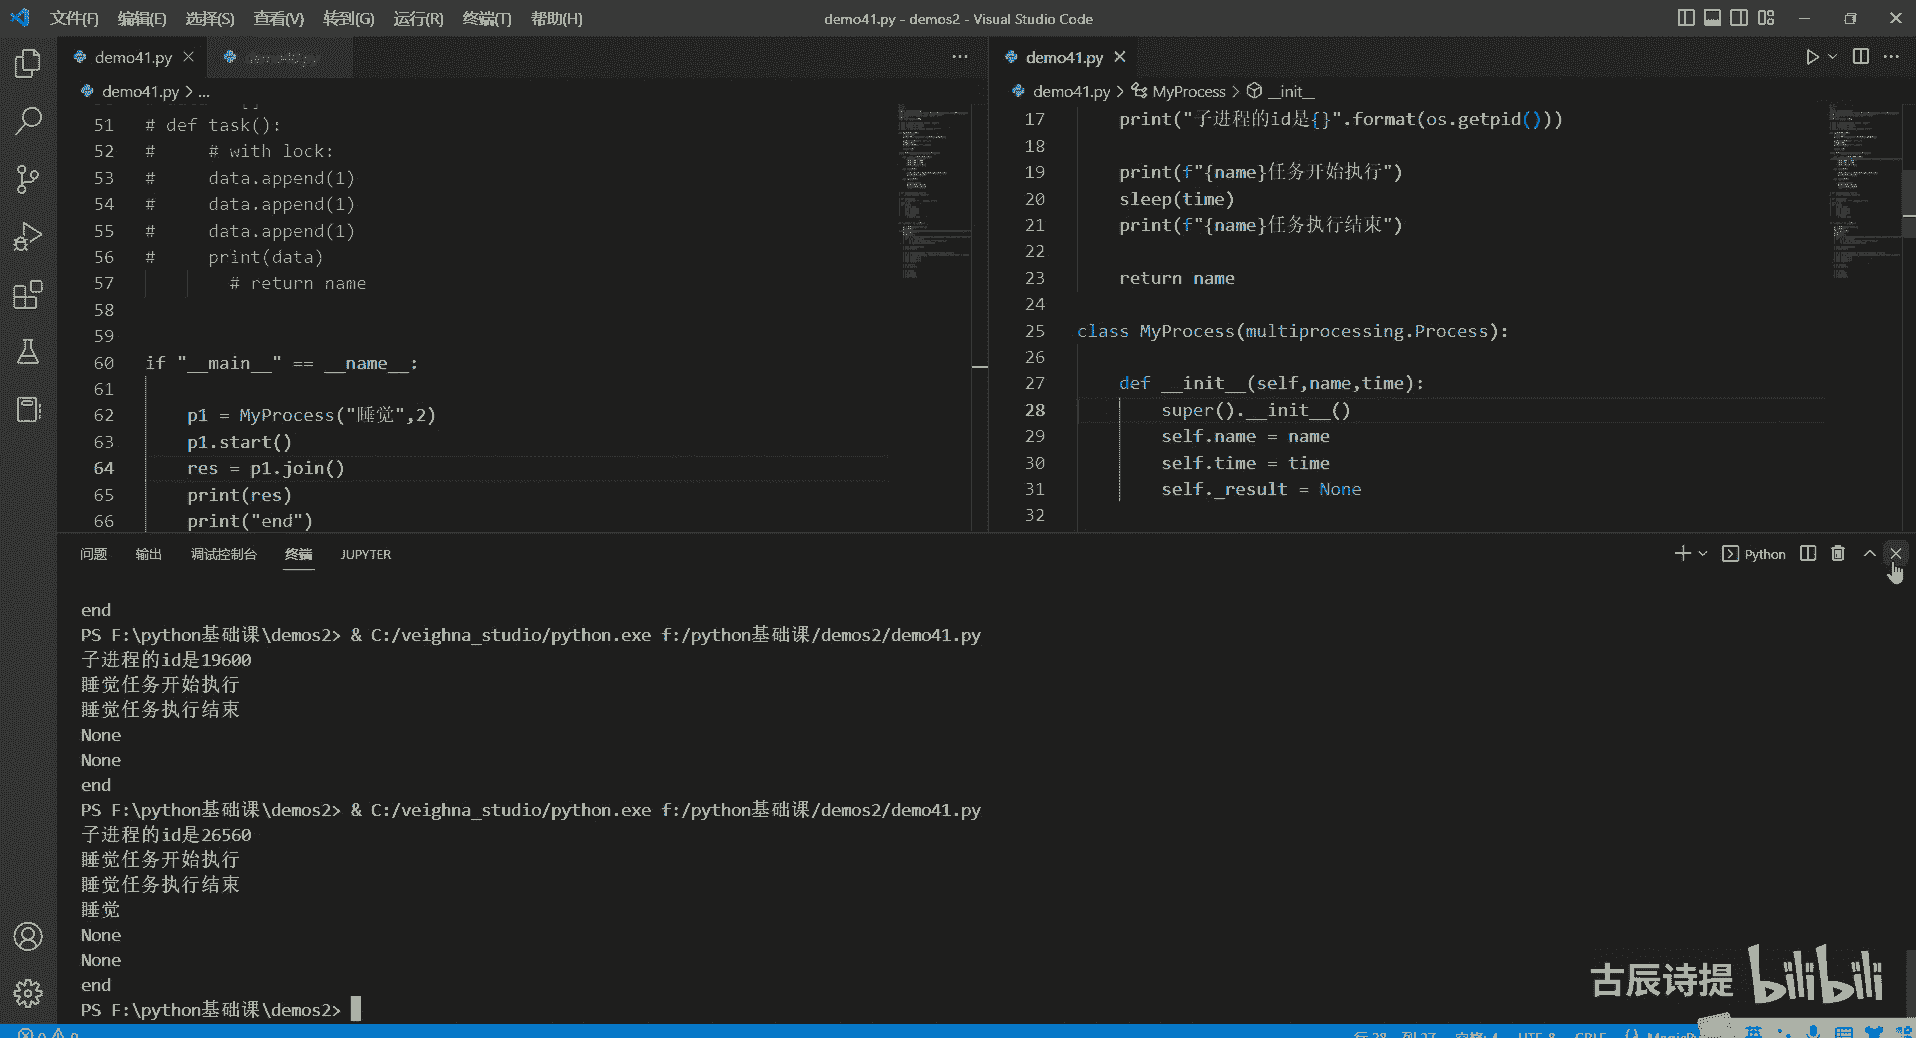 文件(F) 编辑(E) 选择(S) 查看(V) 转到(G) 运行(R) 终端(T) 帮助(H) demo41.py - demos2 - Visual Studio Code
demo41.py
demo41.py > ...
51 # def task():
52 #     # with lock:
53 #     data.append(1)
54 #     data.append(1)
55 #     data.append(1)
56 #     print(data)
57         # return name
58
59
60 if "__main__" == __name__:
61
62     p1 = MyProcess("睡觉",2)
63     p1.start()
64     res = p1.join()
65     print(res)
66     print("end")
demo41.py
demo41.py > MyProcess > __init__
17     print("子进程的id是{}".format(os.getpid()))
18
19     print(f"{name}任务开始执行")
20     sleep(time)
21     print(f"{name}任务执行结束")
22
23     return name
24
25 class MyProcess(multiprocessing.Process):
26
27     def __init__(self,name,time):
28         super().__init__()
29         self.name = name
30         self.time = time
31         self._result = None
32
问题 输出 调试控制台 终端 JUPYTER Python
end
PS F:\python基础课\demos2> & C:/veighna_studio/python.exe f:/python基础课/demos2/demo41.py
子进程的id是19600
睡觉任务开始执行
睡觉任务执行结束
None
None
end
PS F:\python基础课\demos2> & C:/veighna_studio/python.exe f:/python基础课/demos2/demo41.py
子进程的id是26560
睡觉任务开始执行
睡觉任务执行结束
睡觉
None
None
end
PS F:\python基础课\demos2>
古辰诗提 bilibili
英